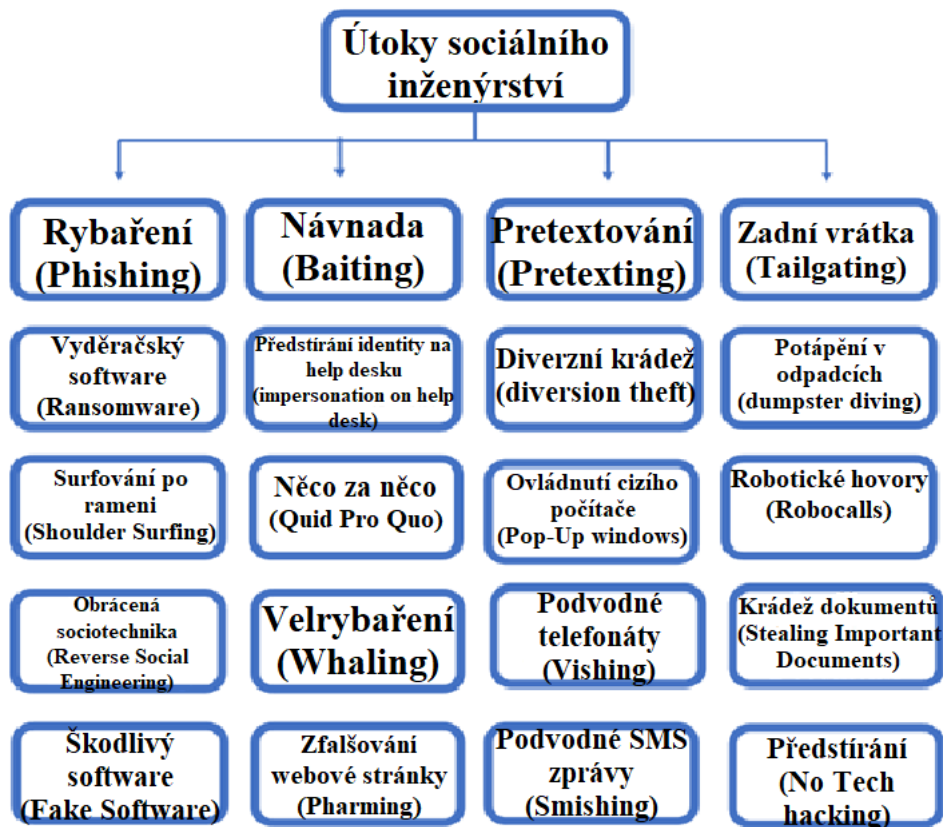 Útoky sociálního
inženýrství
Rybaření
(Phishing)
Návnada
(Baiting)
Pretextování
(Pretexting)
Zadní vrátka
(Tailgating)
Vyděračský
software
(Ransomware)
Předstírání identity na
help desku
(impersonation on help
desk)
Diverzní krádež
(diversion theft)
Potápění v
odpadcích
(dumpster diving)
Surfování po
rameni
(Shoulder Surfing)
Něco za něco
(Quid Pro Quo)
Ovládnutí cizího
počítače
(Pop-Up windows)
Robotické hovory
(Robocalls)
Obrácená
sociotechnika
(Reverse Social
Engineering)
Velrybaření
(Whaling)
Podvodné
telefonáty
(Vishing)
Krádež dokumentů
(Stealing Important
Documents)
Škodlivý
software
(Fake Software)
Zfalšování
webové stránky
(Pharming)
Podvodné SMS
zprávy
(Smishing)
Předstírání
(No Tech
hacking)